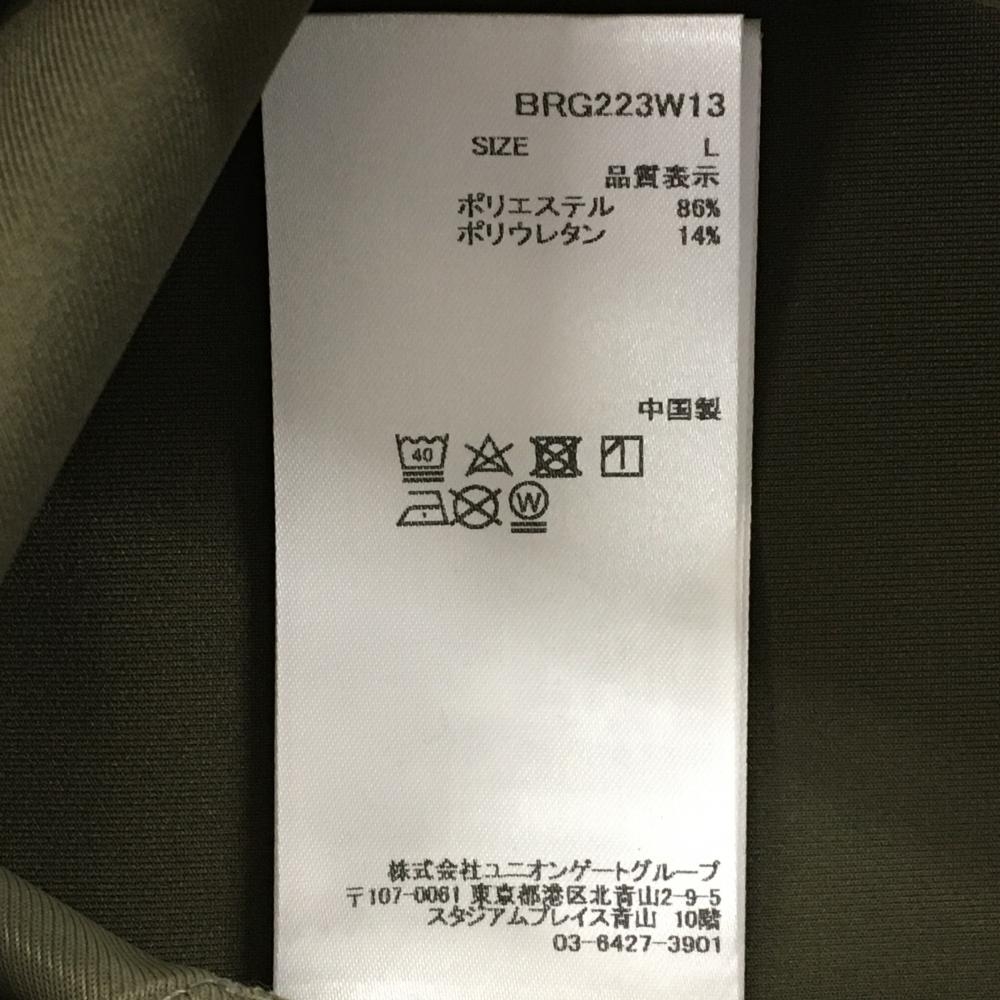 BRG223W13
SIZE L
品質表示
ポリエステル 86%
ポリウレタン 14%
中国製
40
W
株式会社ユニオンゲートグループ
〒107-0061 東京都港区北青山2-9-5
スタジアムプレイス青山 10階
03-6427-3901